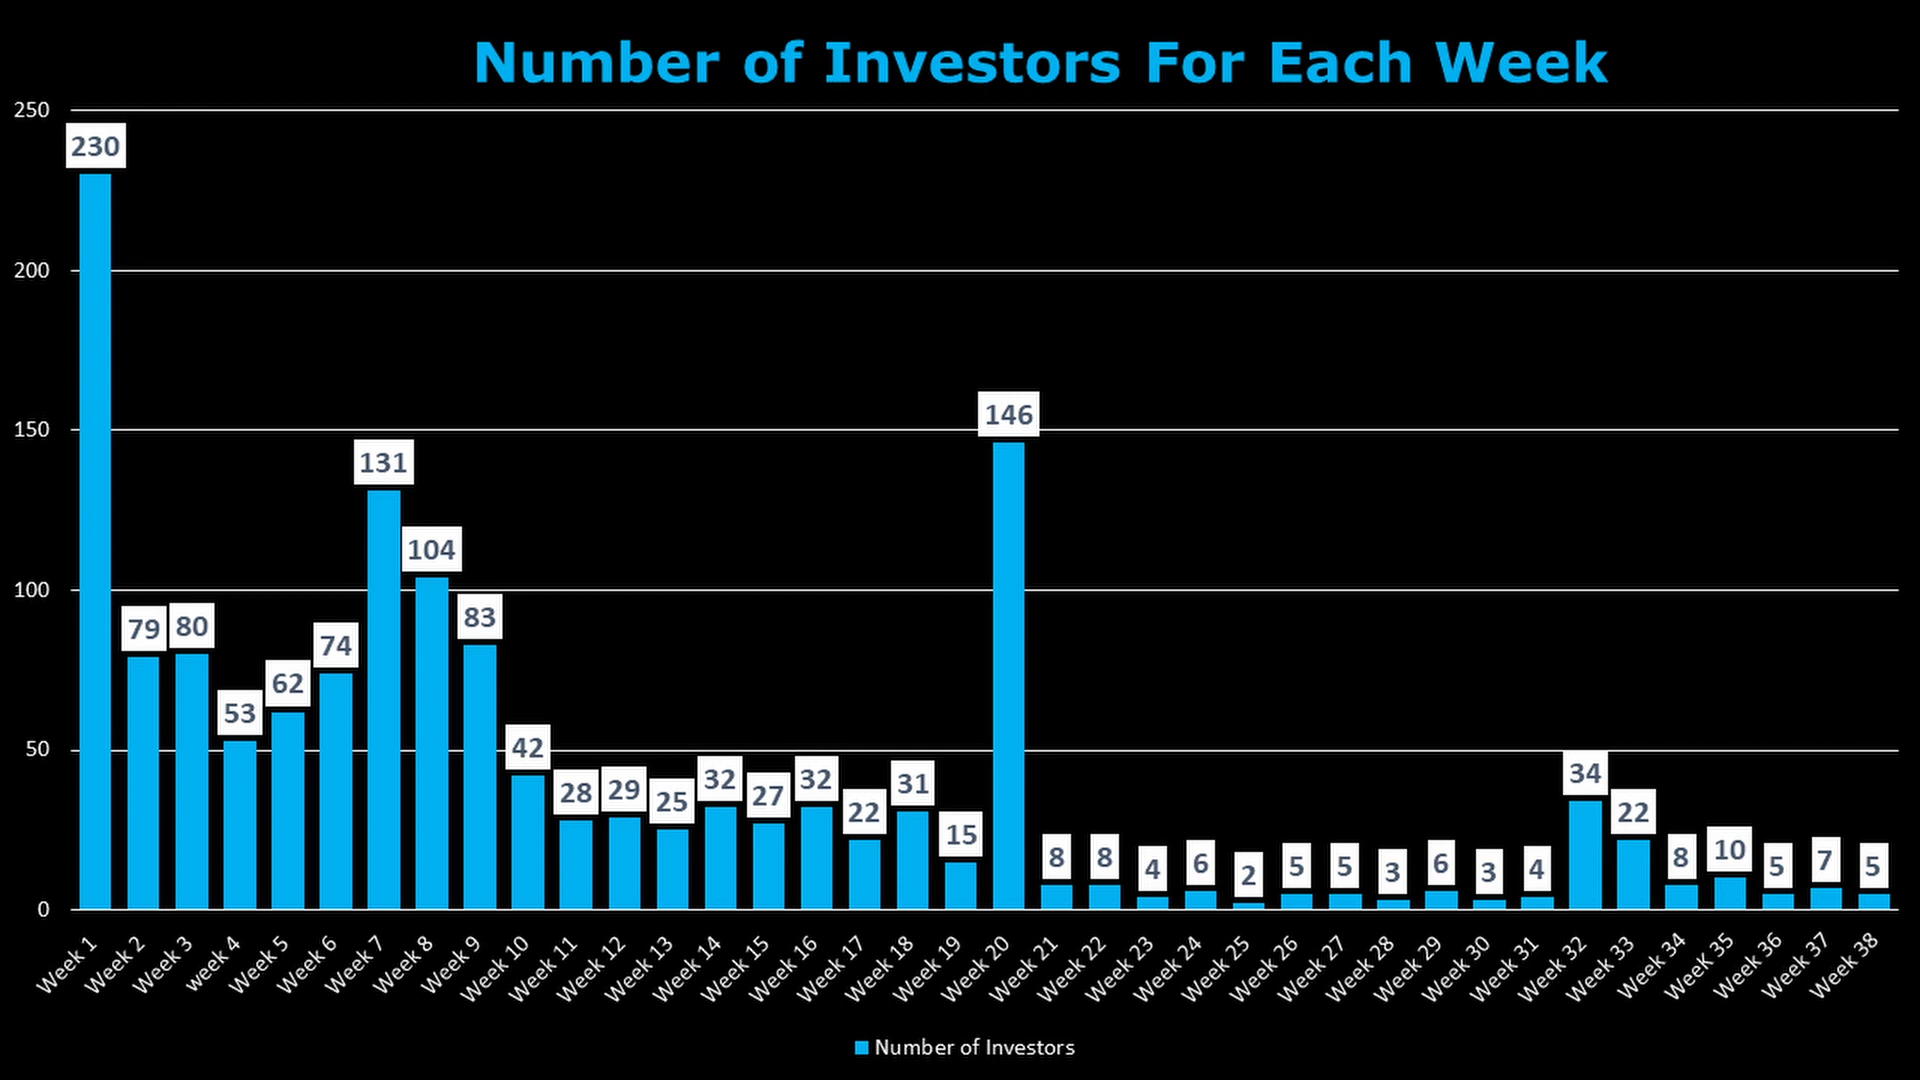 Number of Investors For Each Week
250
200
150
100
50
0
230
79
80
53
62
74
131
104
83
42
28
29
25
32
27
32
22
31
15
146
8
8
4
6
2
5
5
3
6
3
4
34
22
8
10
5
7
5
Week 1
Week 2
Week 3
week 4
Week 5
Week 6
Week 7
Week 8
Week 9
Week 10
Week 11
Week 12
Week 13
Week 14
Week 15
Week 16
Week 17
Week 18
Week 19
Week 20
Week 21
Week 22
Week 23
Week 24
Week 25
Week 26
Week 27
Week 28
Week 29
Week 30
Week 31
Week 32
Week 33
Week 34
WeeK 35
Week 36
Week 37
Week 38
Number of Investors